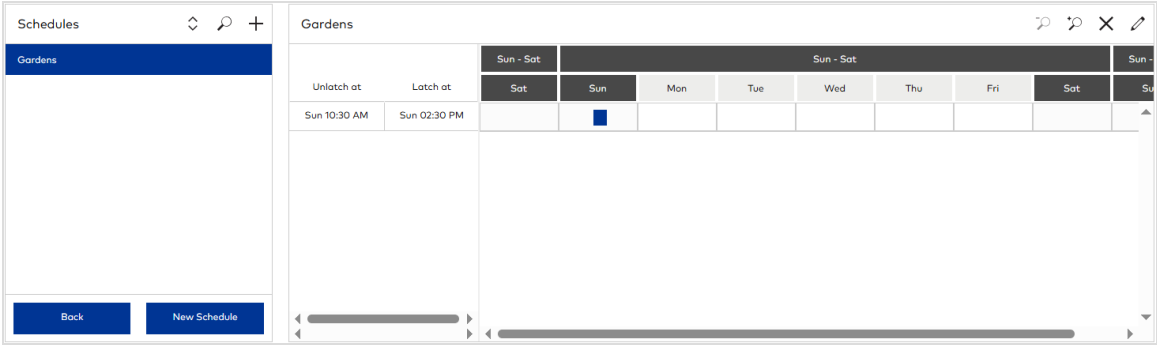 Schedules
Gardens
Gardens
Sun - Sat Sun - Sat Sun -
Unlatch at Latch at Sat Sun Mon Tue Wed Thu Fri Sat Su
Sun 10:30 AM Sun 02:30 PM
Back New Schedule